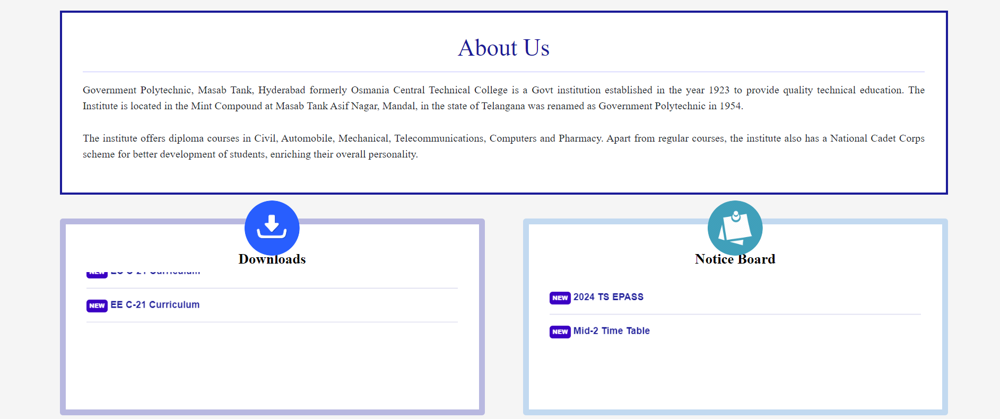 About Us
Government Polytechnic, Masab Tank, Hyderabad formerly Osmania Central Technical College is a Govt institution established in the year 1923 to provide quality technical education. The
Institute is located in the Mint Compound at Masab Tank Asif Nagar, Mandal, in the state of Telangana was renamed as Government Polytechnic in 1954.
The institute offers diploma courses in Civil, Automobile, Mechanical, Telecommunications, Computers and Pharmacy. Apart from regular courses, the institute also has a National Cadet Corps
scheme for better development of students, enriching their overall personality.
Downloads
NEW C-21 Curriculum
NEW EE C-21 Curriculum
Notice Board
NEW 2024 TS EPASS
NEW Mid-2 Time Table